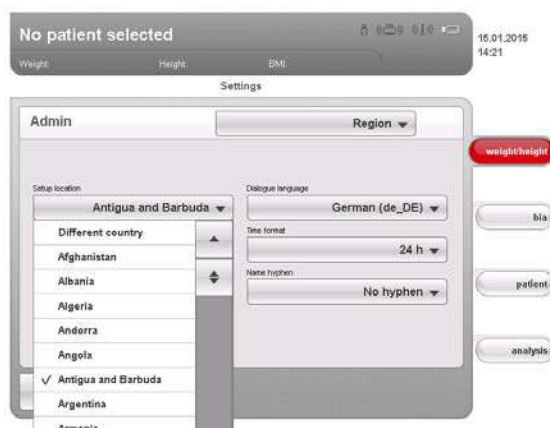 No patient selected
Weight: Height: BMI:
15.01.2015
14:21
Settings
Admin
Region
weight/height
bia
patient
analysis
Setup location
Antigua and Barbuda
Dialogue language
German (de_DE)
Time format
24 h
Name hyphen
No hyphen
Different country
Afghanistan
Albania
Algeria
Andorra
Angola
✓ Antigua and Barbuda
Argentina
Armenia